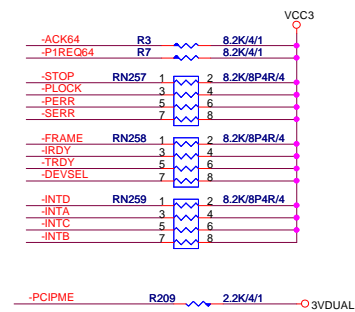 VCC3
-ACK64 R3 8.2K/4/1
-P1REQ64 R7 8.2K/4/1
-STOP RN257 1 2 8.2K/8P4R/4
-PLOCK 3 4
-PERR 5 6
-SERR 7 8
-FRAME RN258 1 2 8.2K/8P4R/4
-IRDY 3 4
-TRDY 5 6
-DEVSEL 7 8
-INTD RN259 1 2 8.2K/8P4R/4
-INTA 3 4
-INTC 5 6
-INTB 7 8
-PCIPME R209 2.2K/4/1 3VDUAL